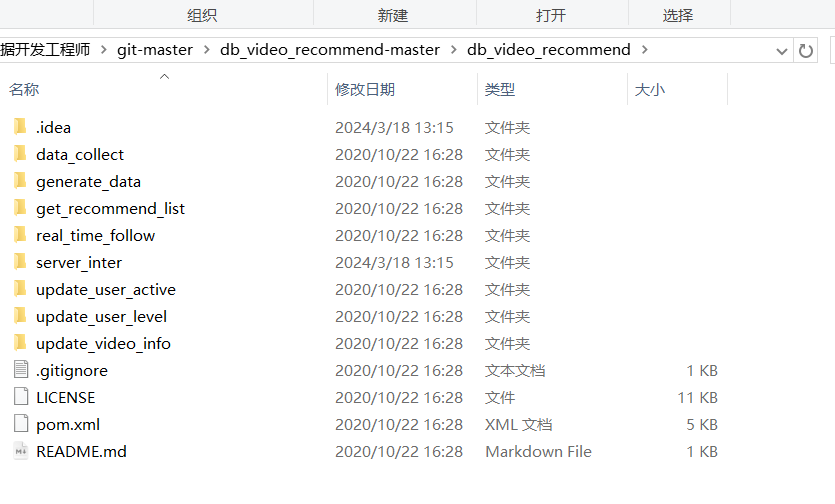 组织 新建 打开 选择
据开发工程师 > git-master > db_video_recommend-master > db_video_recommend >
名称 修改日期 类型 大小
.idea 2024/3/18 13:15 文件夹
data_collect 2020/10/22 16:28 文件夹
generate_data 2020/10/22 16:28 文件夹
get_recommend_list 2020/10/22 16:28 文件夹
real_time_follow 2020/10/22 16:28 文件夹
server_inter 2024/3/18 13:15 文件夹
update_user_active 2020/10/22 16:28 文件夹
update_user_level 2020/10/22 16:28 文件夹
update_video_info 2020/10/22 16:28 文件夹
.gitignore 2020/10/22 16:28 文本文档 1 KB
LICENSE 2020/10/22 16:28 文件 11 KB
pom.xml 2020/10/22 16:28 XML 文档 5 KB
README.md 2020/10/22 16:28 Markdown File 1 KB